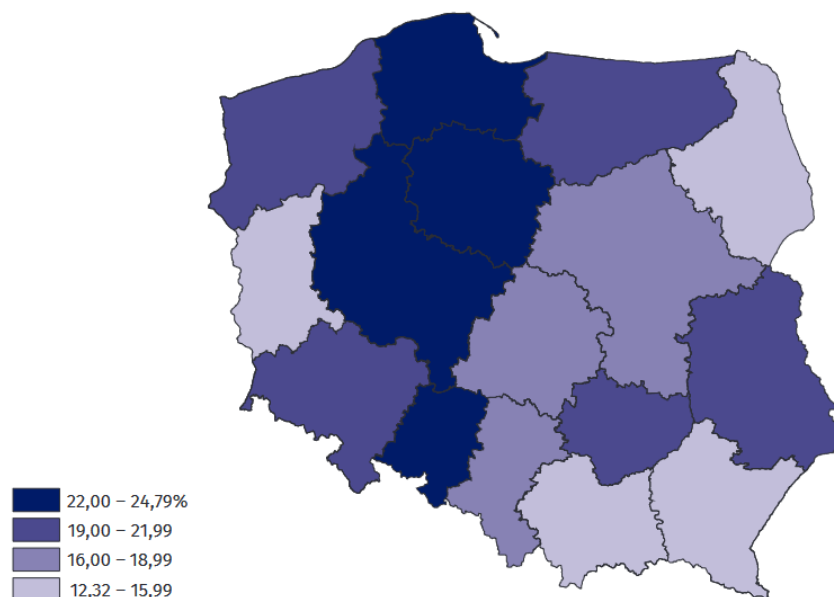 22,00 – 24,79%
19,00 – 21,99
16,00 – 18,99
12,32 – 15,99